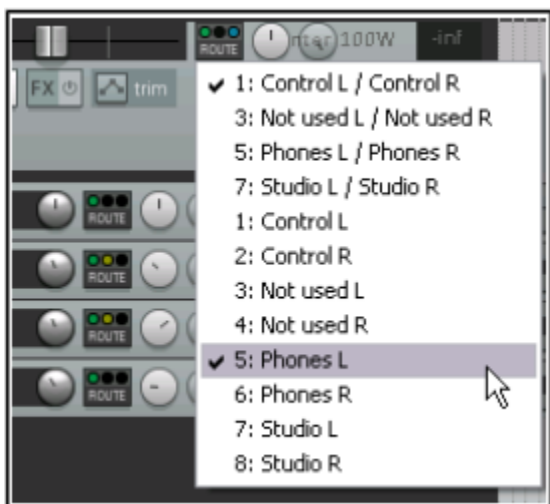 ROUTE nter 100W -inf
FX trim
✓ 1: Control L / Control R
3: Not used L / Not used R
5: Phones L / Phones R
7: Studio L / Studio R
1: Control L
2: Control R
3: Not used L
4: Not used R
✓ 5: Phones L
6: Phones R
7: Studio L
8: Studio R
ROUTE
ROUTE
ROUTE
ROUTE